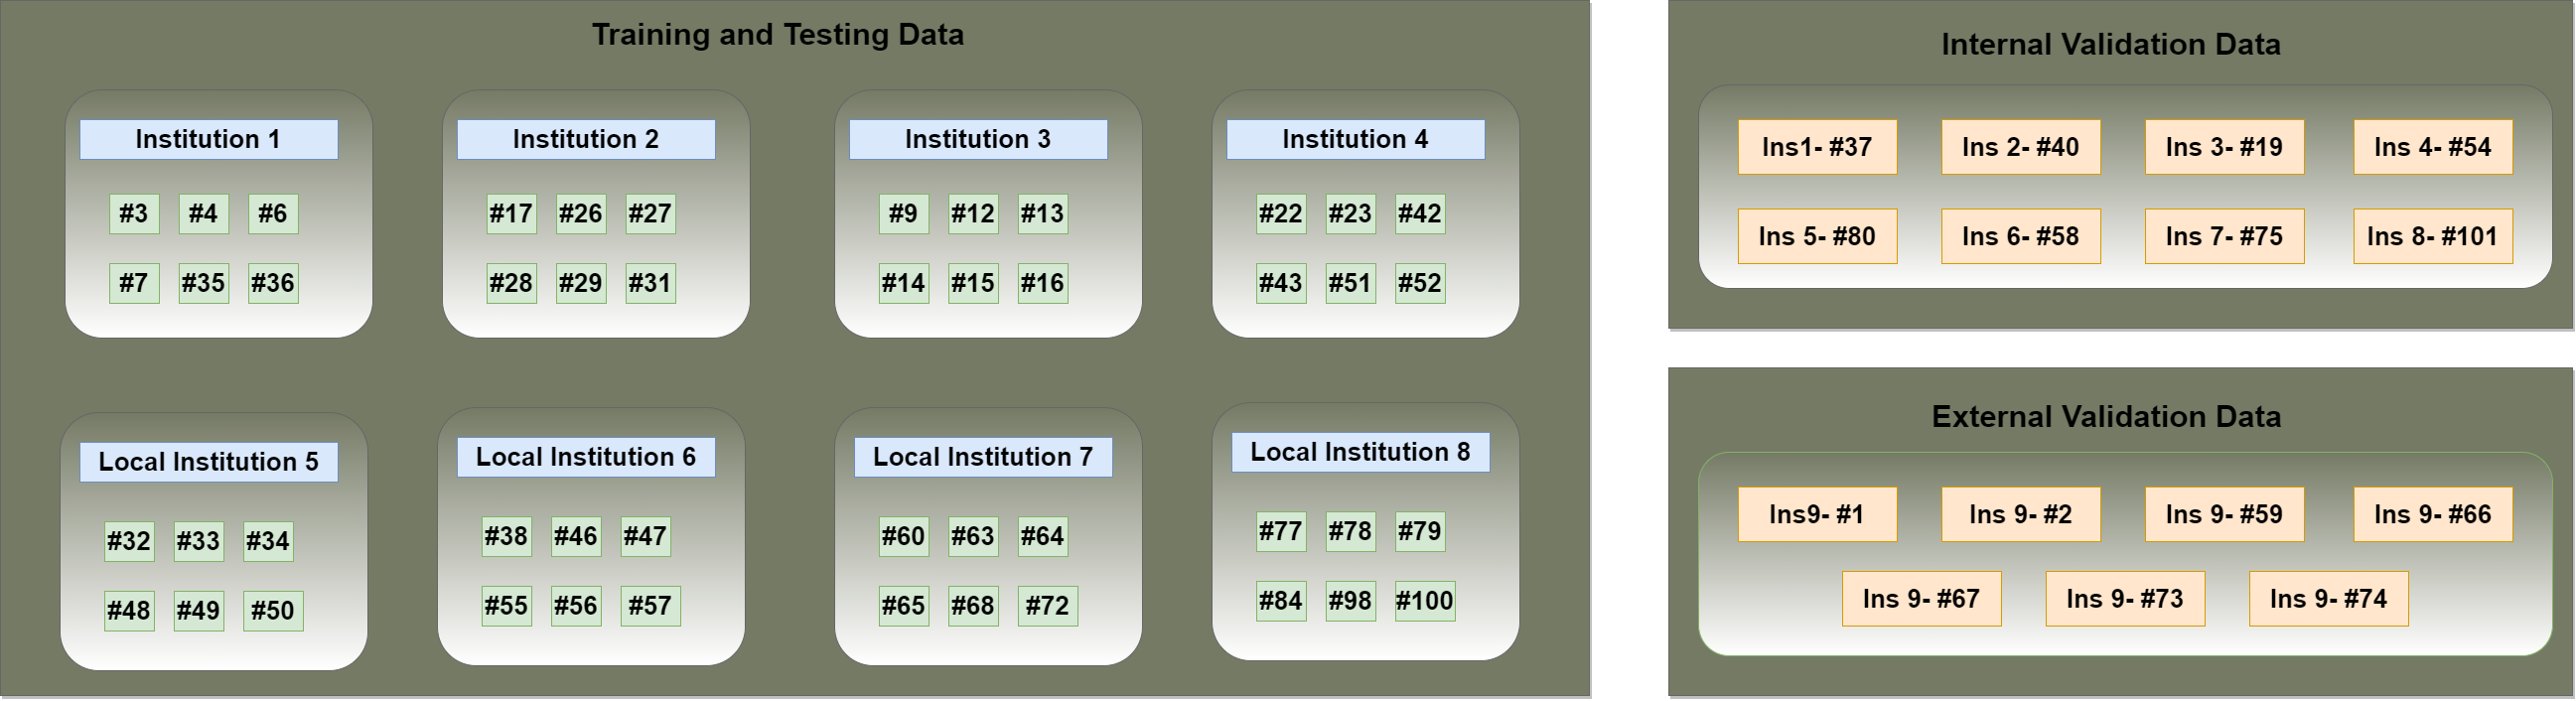 Training and Testing Data
Institution 1
#3 #4 #6
#7 #35 #36
Institution 2
#17 #26 #27
#28 #29 #31
Institution 3
#9 #12 #13
#14 #15 #16
Institution 4
#22 #23 #42
#43 #51 #52
Local Institution 5
#32 #33 #34
#48 #49 #50
Local Institution 6
#38 #46 #47
#55 #56 #57
Local Institution 7
#60 #63 #64
#65 #68 #72
Local Institution 8
#77 #78 #79
#84 #98 #100
Internal Validation Data
Ins1- #37 Ins 2- #40 Ins 3- #19 Ins 4- #54
Ins 5- #80 Ins 6- #58 Ins 7- #75 Ins 8- #101
External Validation Data
Ins9- #1 Ins 9- #2 Ins 9- #59 Ins 9- #66
Ins 9- #67 Ins 9- #73 Ins 9- #74